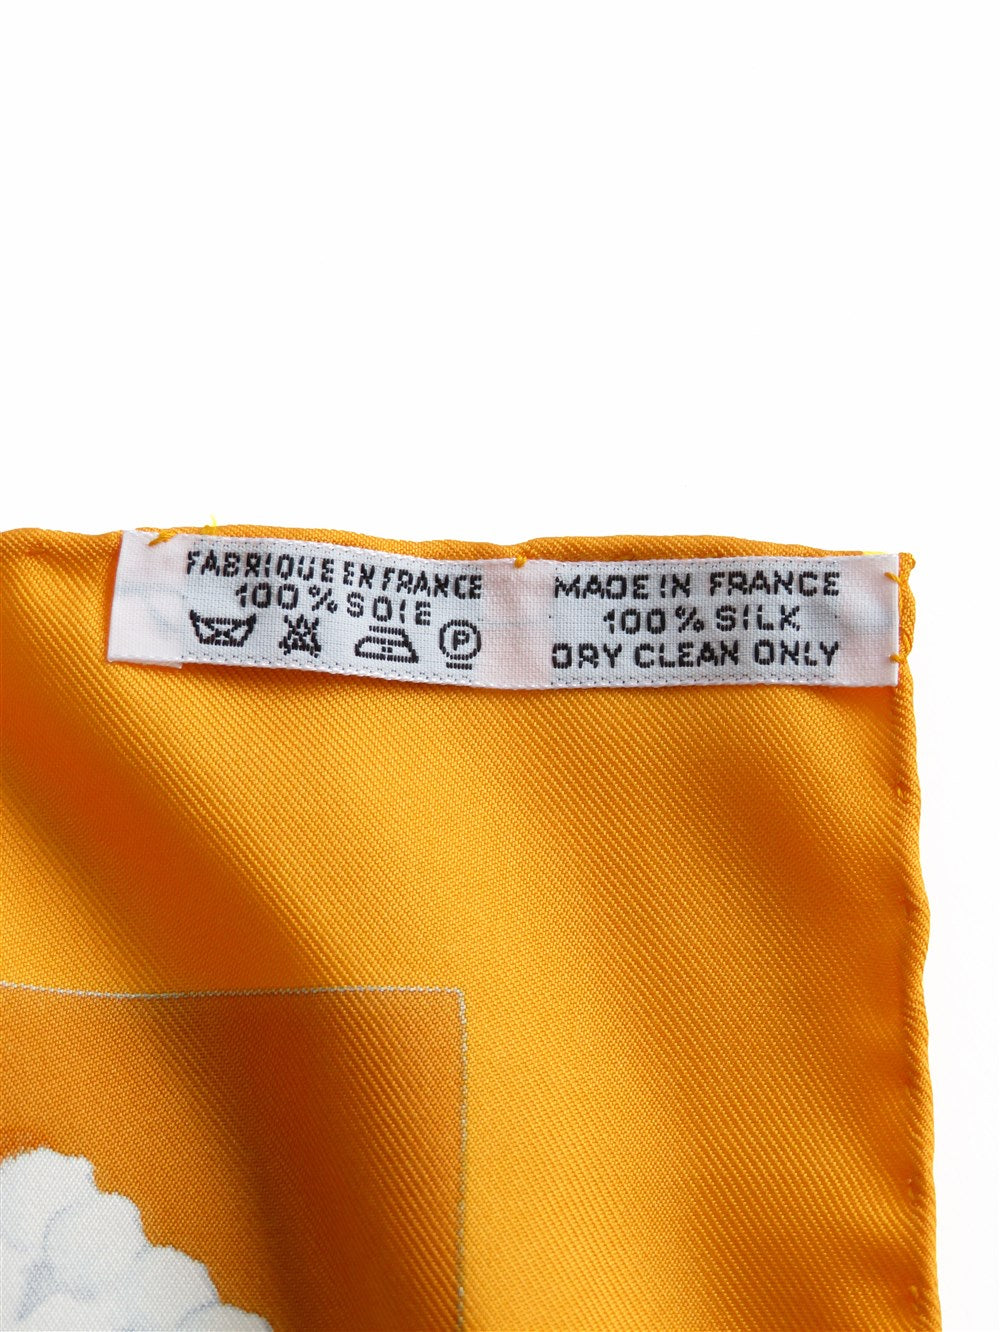 FABRIQUE EN FRANCE
100% SOIE
P
MADE IN FRANCE
100% SILK
DRY CLEAN ONLY